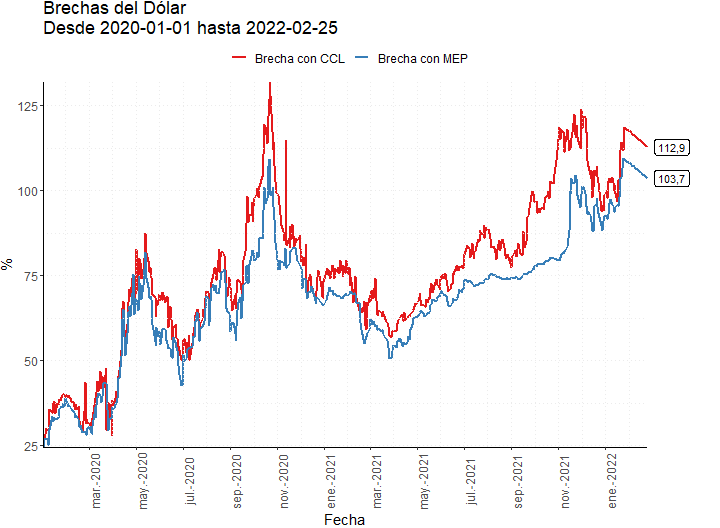 Brechas del Dólar
Desde 2020-01-01 hasta 2022-02-25
Brecha con CCL Brecha con MEP
%
125
100
75
50
25
112,9
103,7
mar.-2020
may.-2020
jul.-2020
sep.-2020
nov.-2020
ene.-2021
mar.-2021
may.-2021
jul.-2021
sep.-2021
nov.-2021
ene.-2022
Fecha